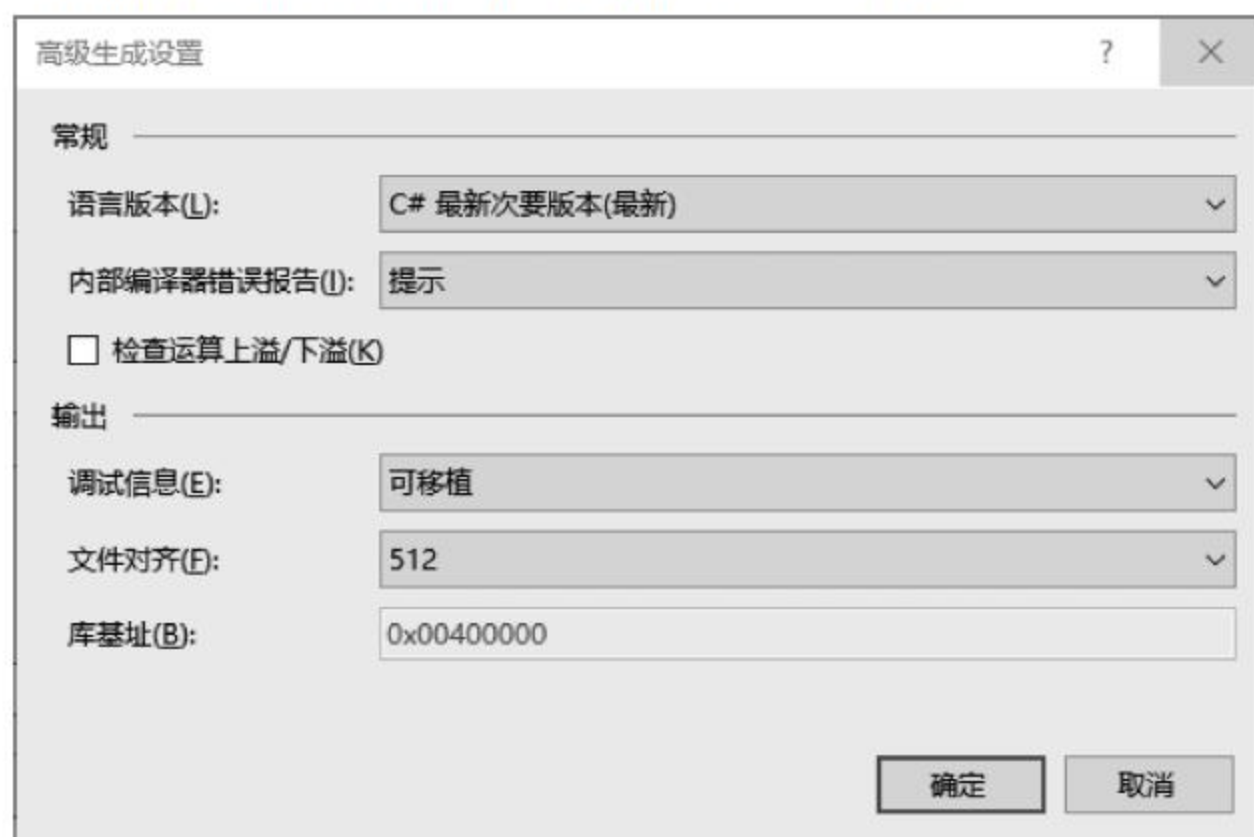 高级生成设置 ? ×
常规
语言版本(L): C# 最新次要版本(最新)
内部编译器错误报告(I): 提示
检查运算上溢/下溢(K)
输出
调试信息(E): 可移植
文件对齐(F): 512
库基址(B): 0x00400000
确定 取消